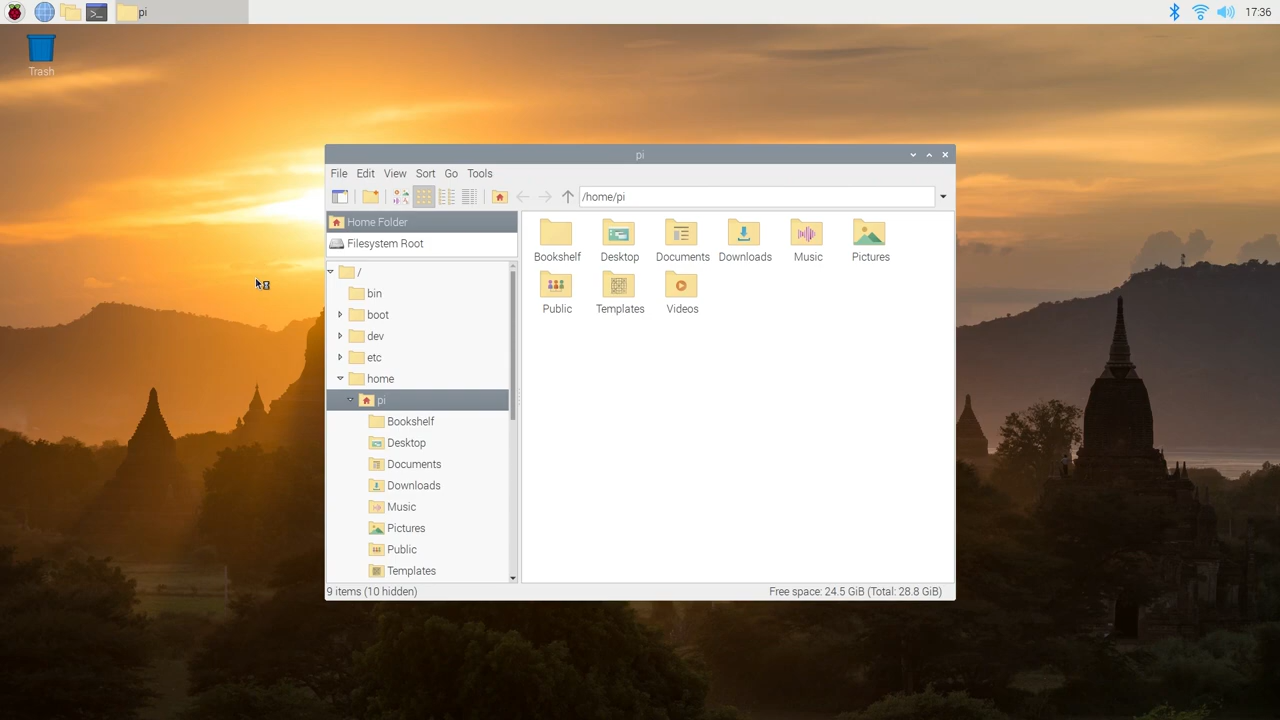 pi
17:36
Trash
pi
File Edit View Sort Go Tools
/home/pi
Home Folder
Filesystem Root
/
bin
boot
dev
etc
home
pi
Bookshelf
Desktop
Documents
Downloads
Music
Pictures
Public
Templates
Bookshelf Desktop Documents Downloads Music Pictures
Public Templates Videos
9 items (10 hidden)
Free space: 24.5 GiB (Total: 28.8 GiB)